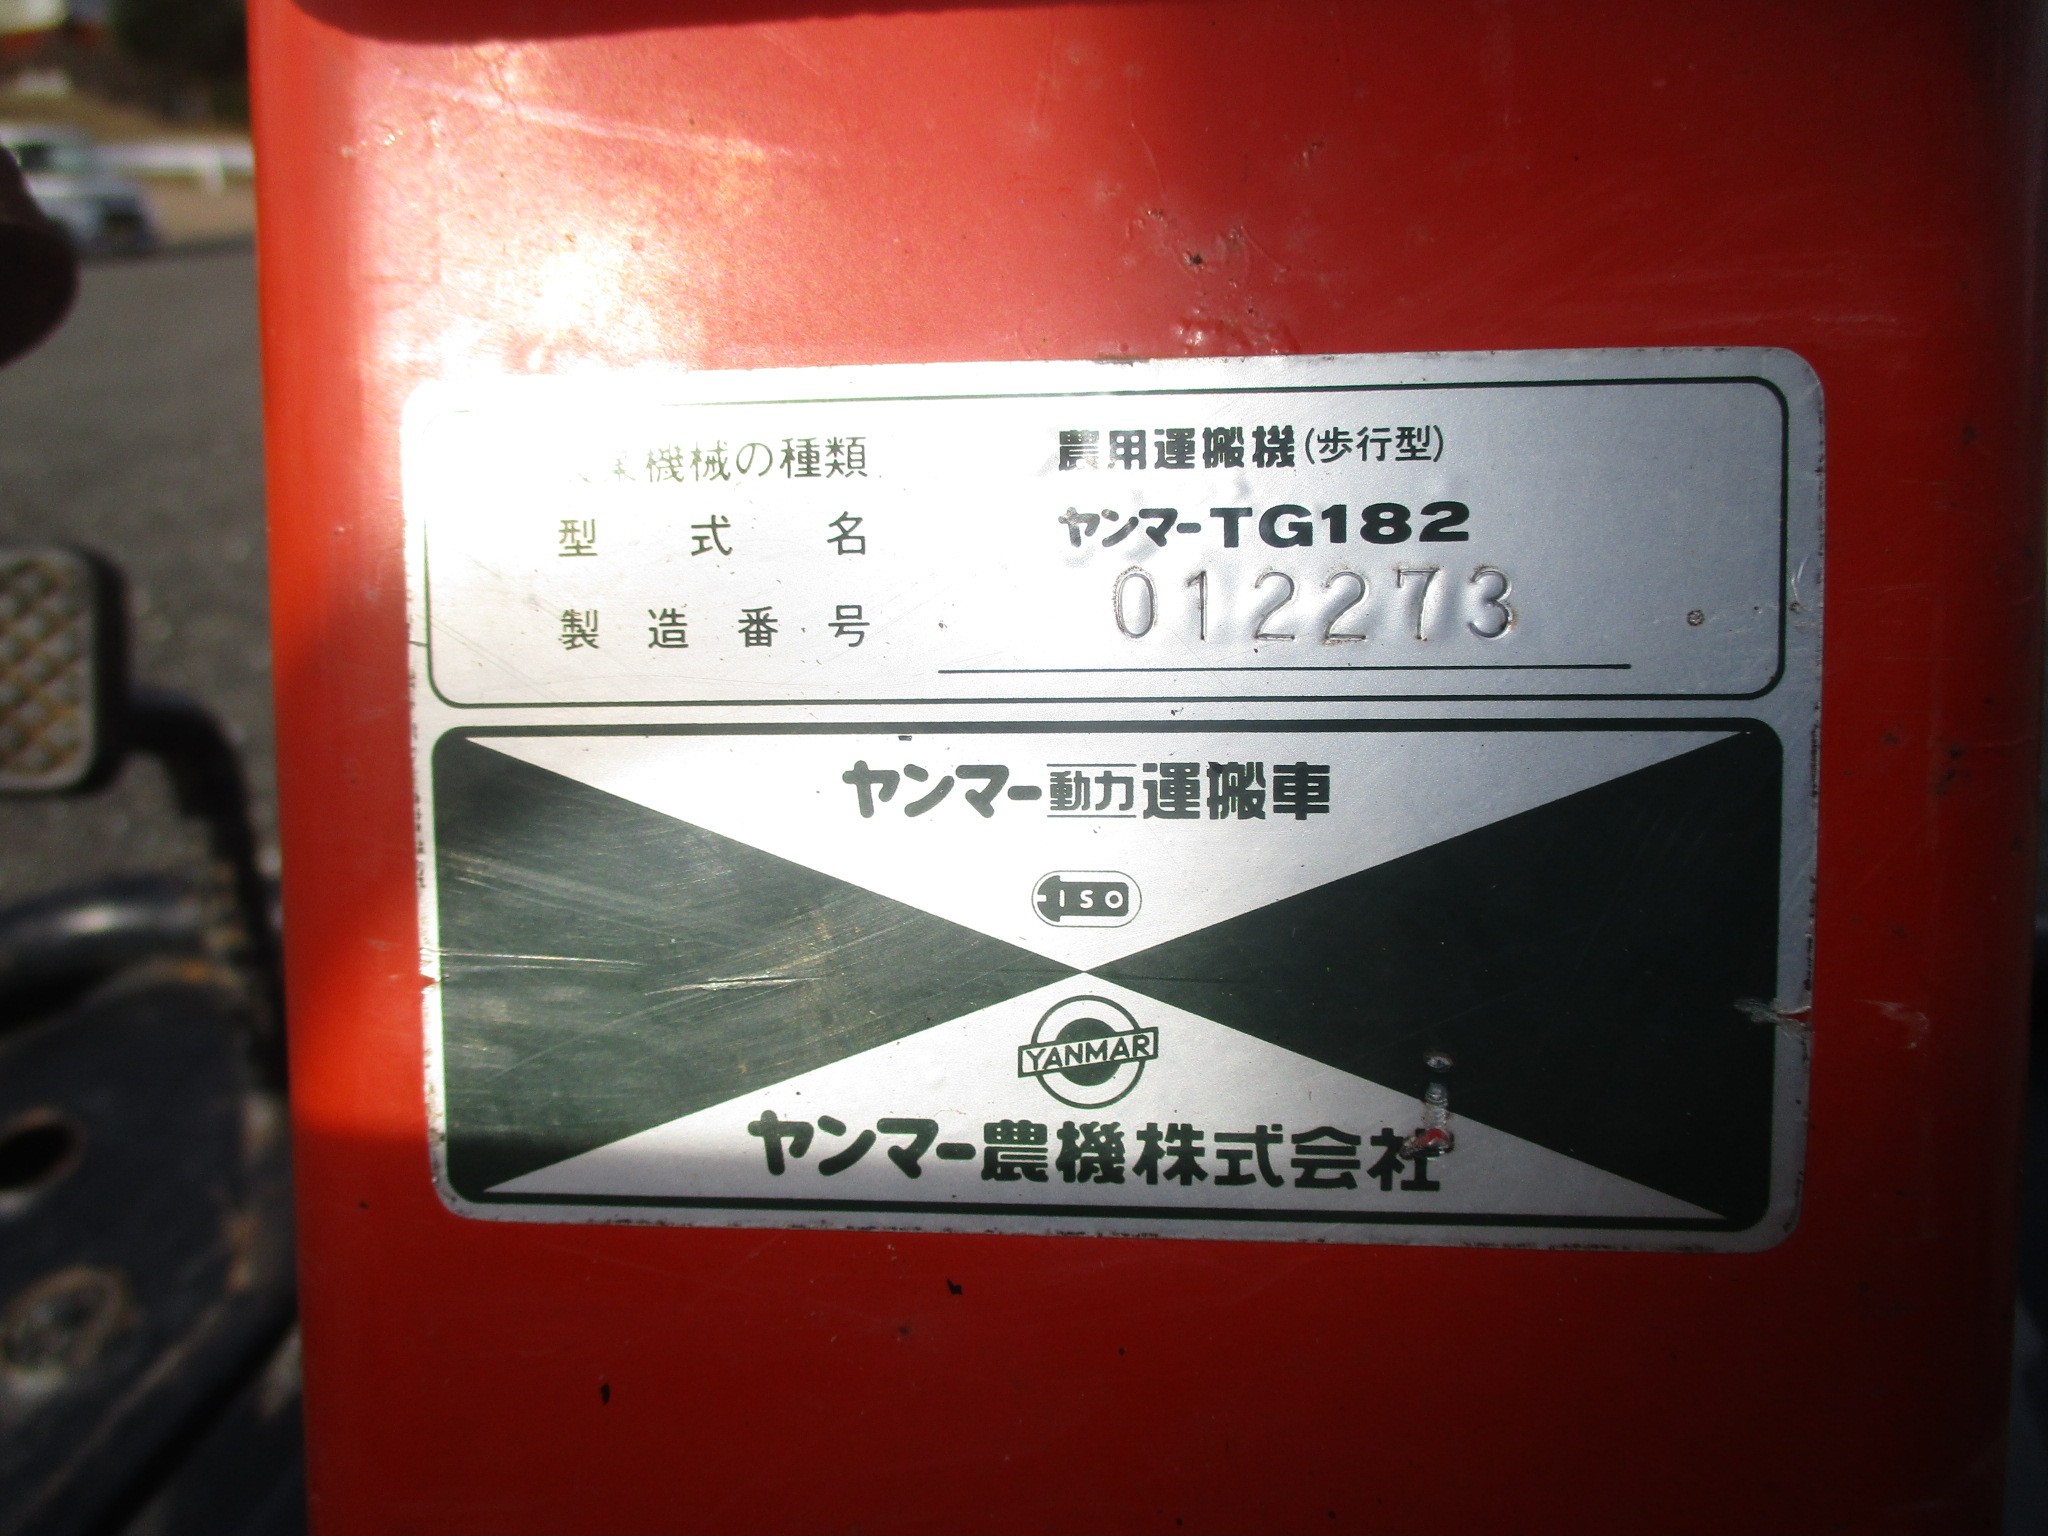 機械の種類 農用運搬機(歩行型)
型式名 ヤンマーTG182
製造番号 012273
ヤンマー動力運搬車
ISO
YANMAR
ヤンマー農機株式会社